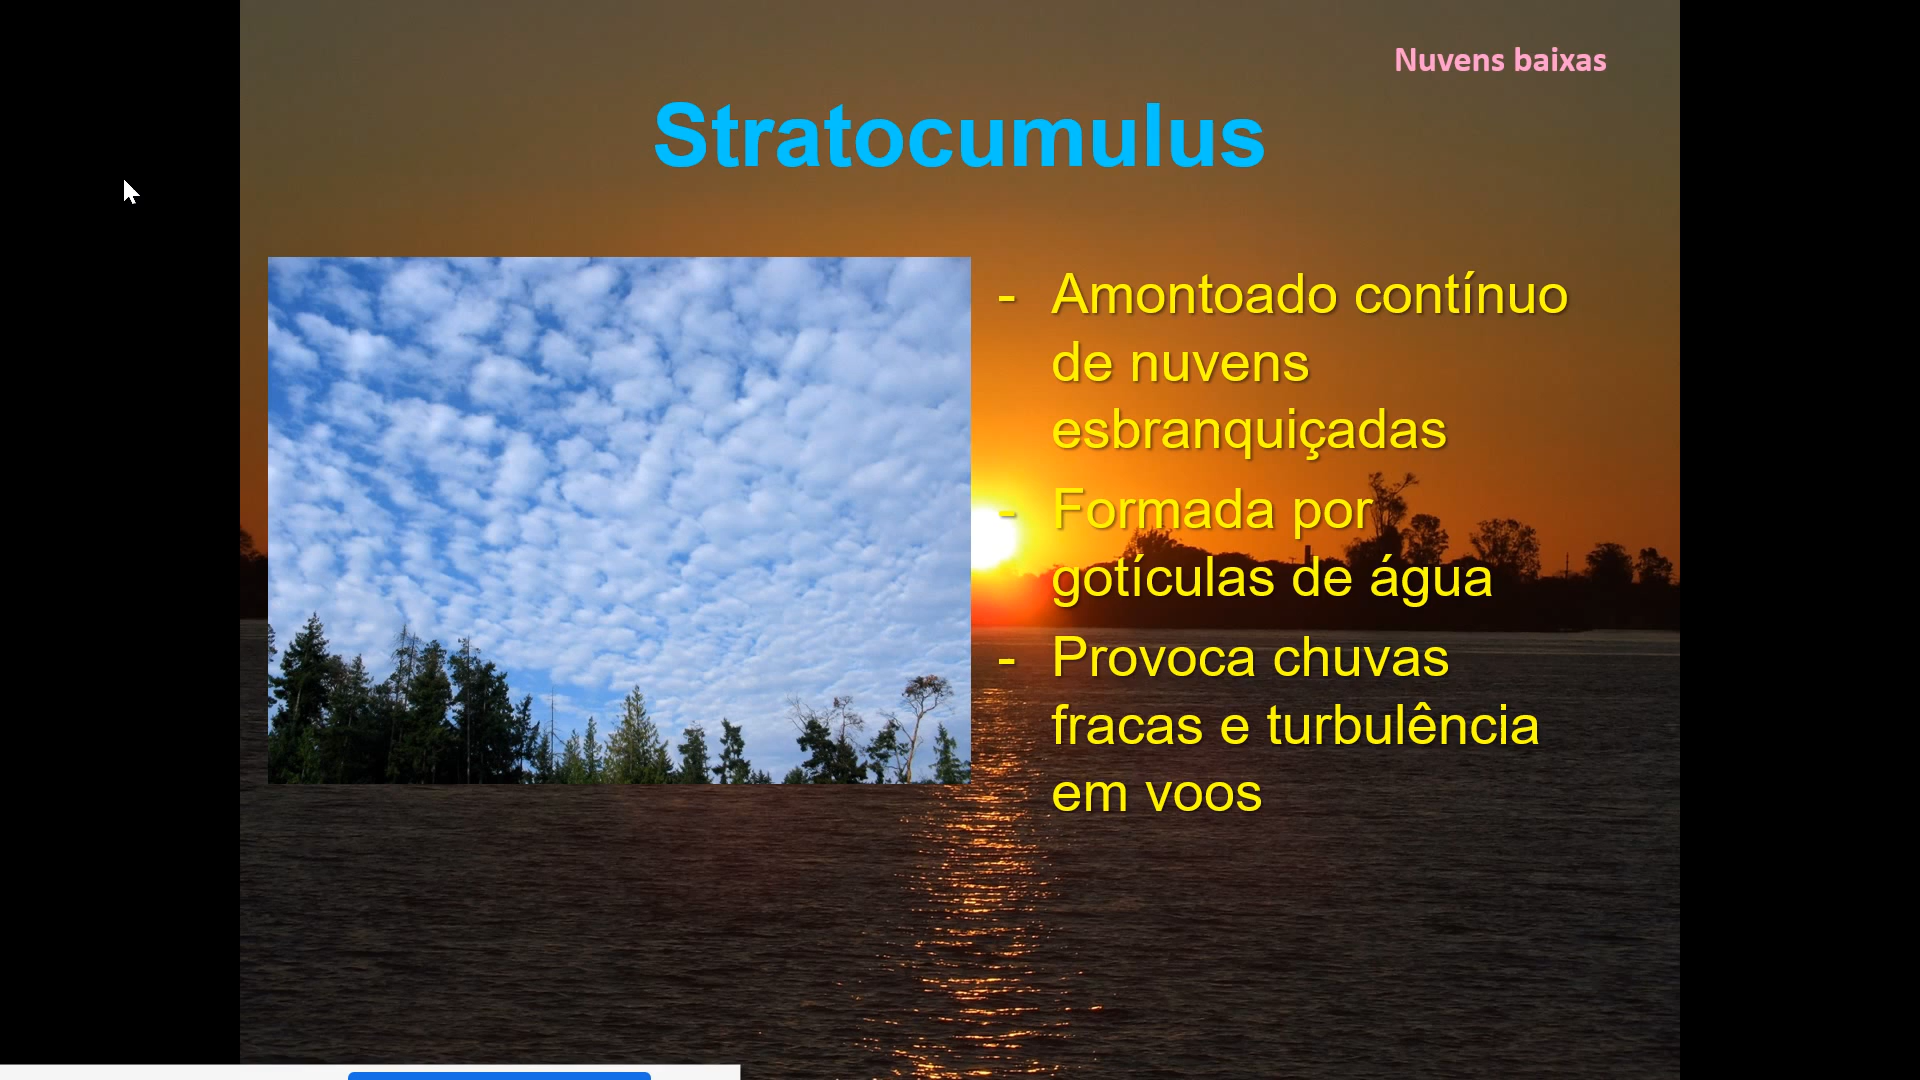 Nuvens baixas
Stratocumulus
- Amontoado contínuo
de nuvens
esbranquiçadas
- Formada por
gotículas de água
- Provoca chuvas
fracas e turbulência
em voos